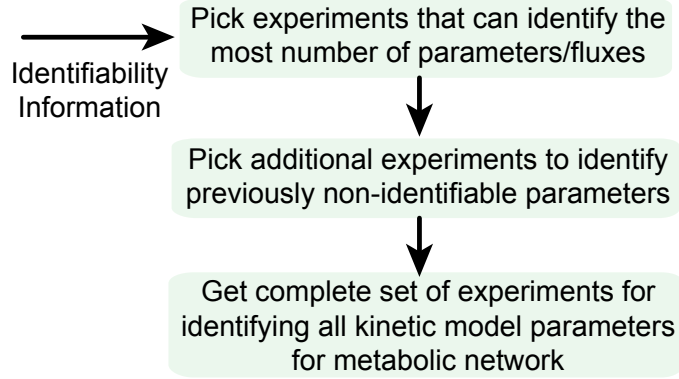 Pick experiments that can identify the
most number of parameters/fluxes
Identifiability
Information
Pick additional experiments to identify
previously non-identifiable parameters
Get complete set of experiments for
identifying all kinetic model parameters
for metabolic network